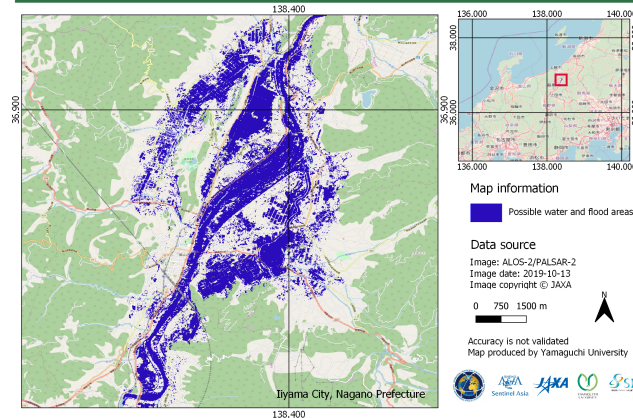 138.400
36.900
36.900
Iiyama City, Nagano Prefecture
138.400
136.000 138.000 140.000
38.000
36.000
136.000 138.000 140.000
Map information
Possible water and flood areas
Data source
Image: ALOS-2/PALSAR-2
Image date: 2019-10-13
Image copyright © JAXA
0 750 1500 m
N
Accuracy is not validated
Map produced by Yamaguchi University
Sentinel Asia
JAXA